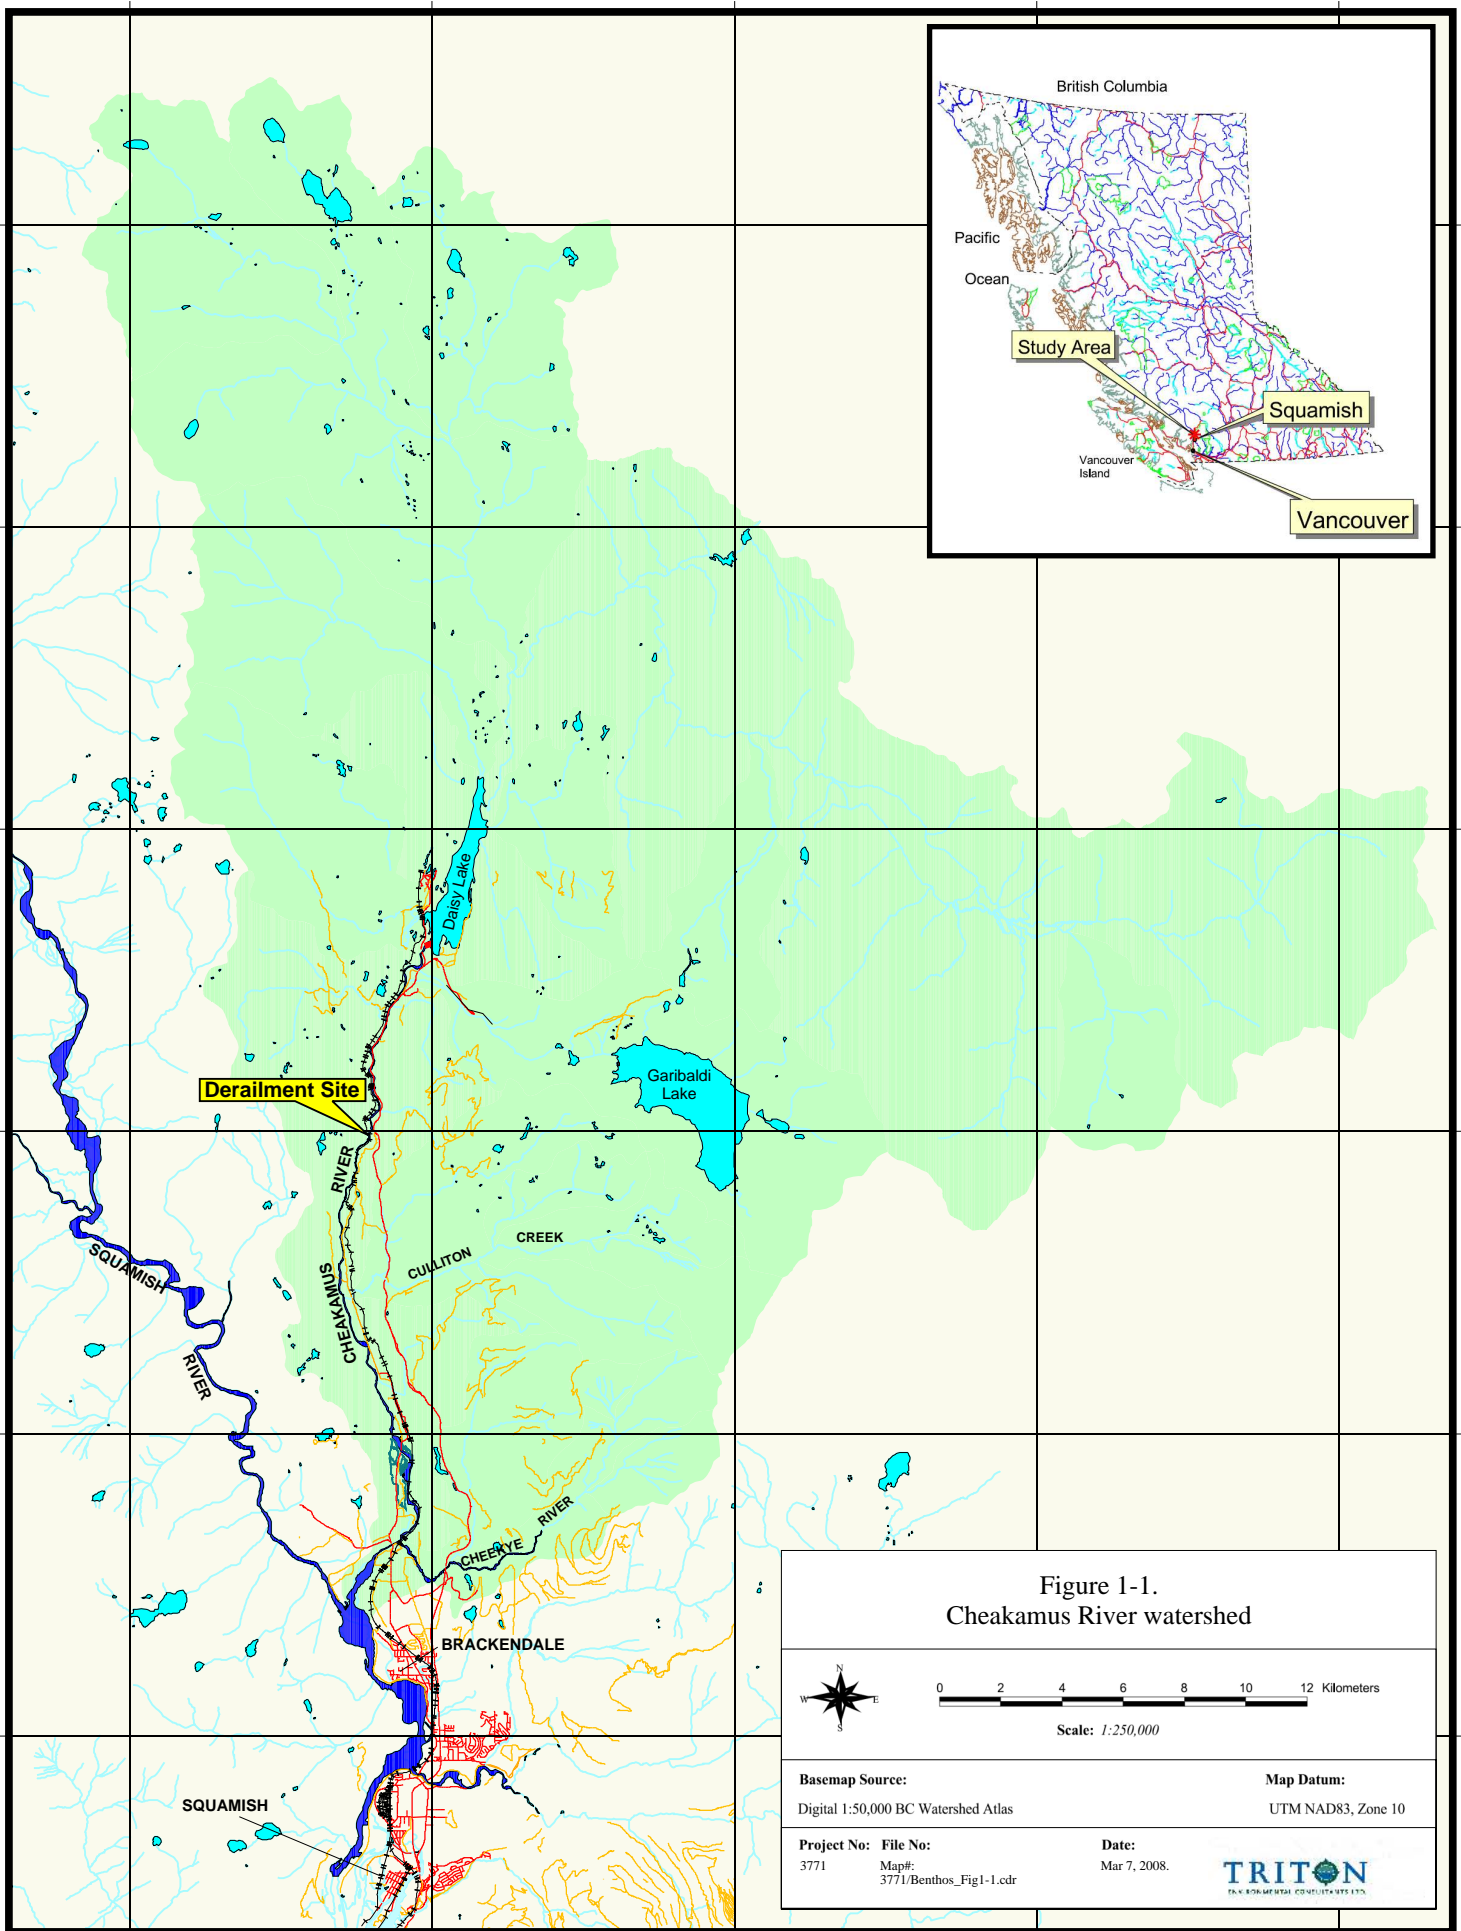 British Columbia
Pacific
Ocean
Study Area
Squamish
Vancouver
Island
Vancouver
Daisy Lake
Derailment Site
Garibaldi
Lake
RIVER
CHEAKAMUS
CULLITON
CREEK
SQUAMISH
RIVER
CHEEKYE
RIVER
BRACKENDALE
SQUAMISH
Figure 1-1.
Cheakamus River watershed
N
W
E
S
0 2 4 6 8 10 12 Kilometers
Scale: 1:250,000
Basemap Source:
Digital 1:50,000 BC Watershed Atlas
Map Datum:
UTM NAD83, Zone 10
Project No:
3771
File No:
Map#:
3771/Benthos_Fig1-1.cdr
Date:
Mar 7, 2008.
TRITON
ENVIRONMENTAL CONSULTANTS LTD.